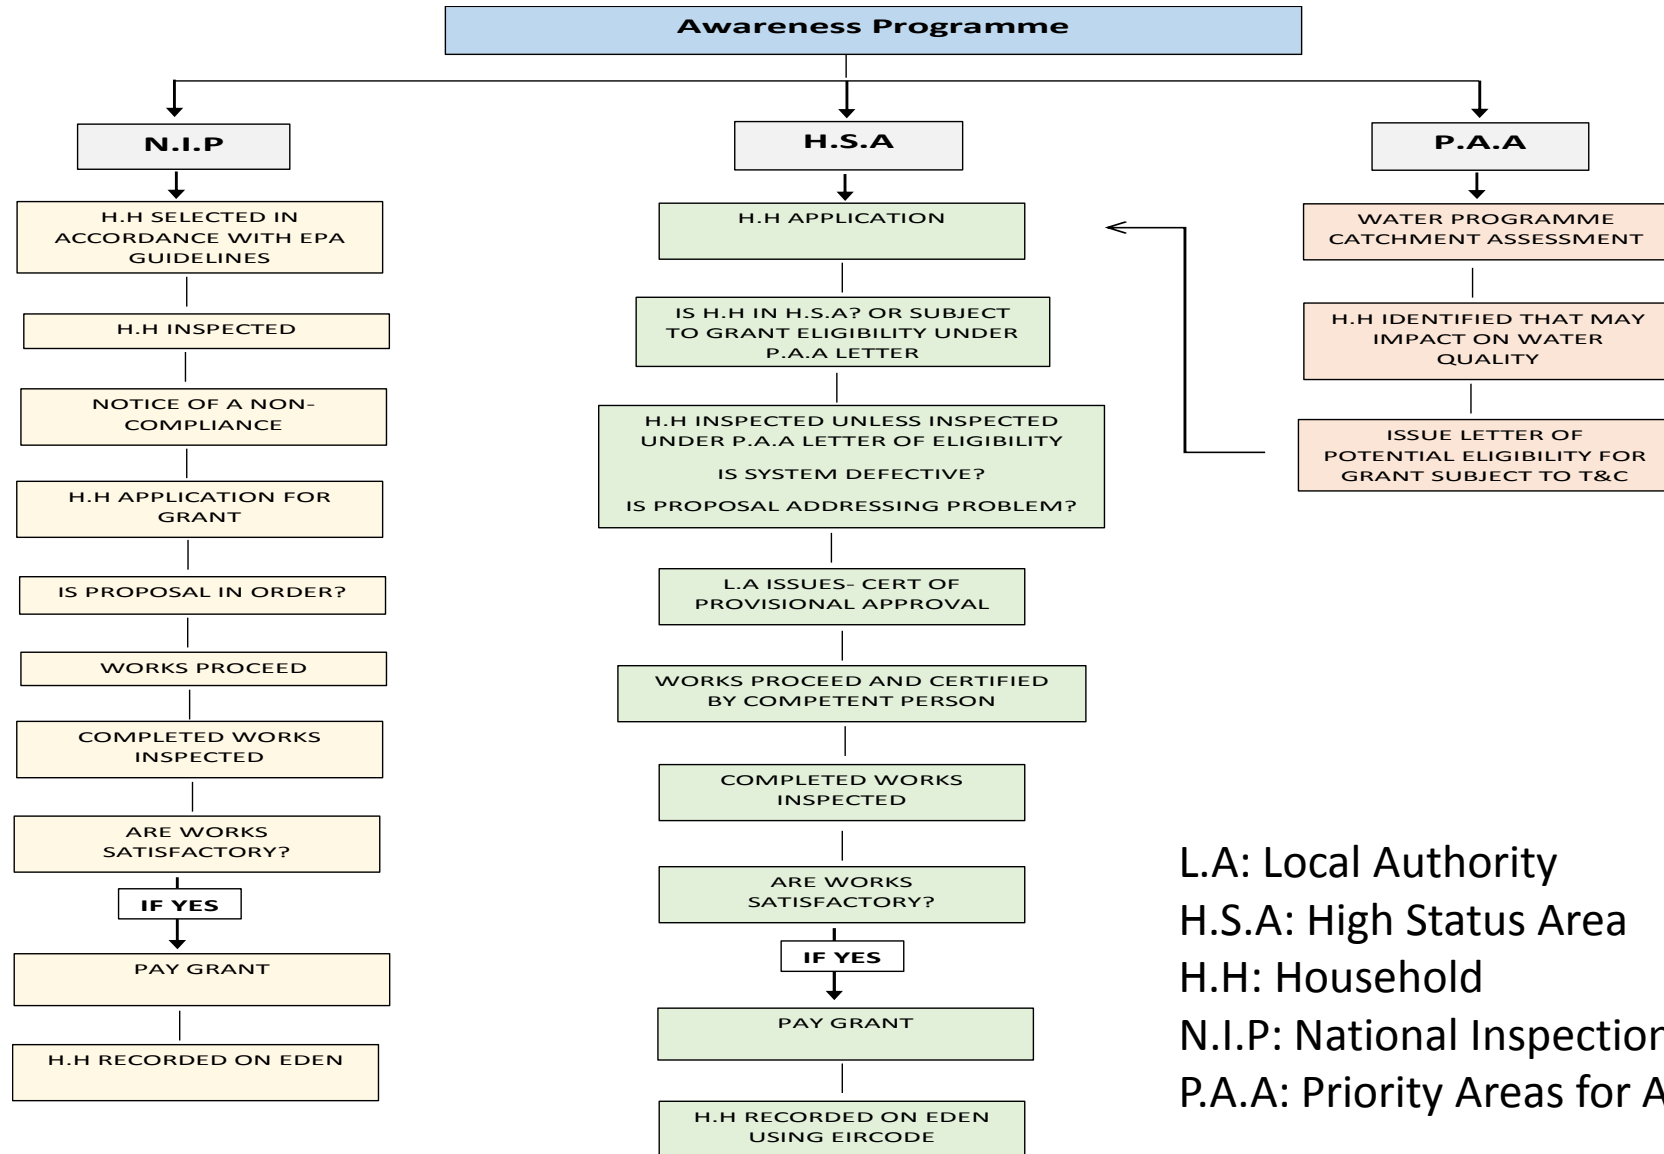 Awareness Programme
N.I.P
H.H SELECTED IN
ACCORDANCE WITH EPA
GUIDELINES
H.H INSPECTED
NOTICE OF A NON-
COMPLIANCE
H.H APPLICATION FOR
GRANT
IS PROPOSAL IN ORDER?
WORKS PROCEED
COMPLETED WORKS
INSPECTED
ARE WORKS
SATISFACTORY?
IF YES
PAY GRANT
H.H RECORDED ON EDEN
H.S.A
H.H APPLICATION
IS H.H IN H.S.A? OR SUBJECT
TO GRANT ELIGIBILITY UNDER
P.A.A LETTER
H.H INSPECTED UNLESS INSPECTED
UNDER P.A.A LETTER OF ELIGIBILITY
IS SYSTEM DEFECTIVE?
IS PROPOSAL ADDRESSING PROBLEM?
L.A ISSUES- CERT OF
PROVISIONAL APPROVAL
WORKS PROCEED AND CERTIFIED
BY COMPETENT PERSON
COMPLETED WORKS
INSPECTED
ARE WORKS
SATISFACTORY?
IF YES
PAY GRANT
H.H RECORDED ON EDEN
USING EIRCODE
P.A.A
WATER PROGRAMME
CATCHMENT ASSESSMENT
H.H IDENTIFIED THAT MAY
IMPACT ON WATER
QUALITY
ISSUE LETTER OF
POTENTIAL ELIGIBILITY FOR
GRANT SUBJECT TO T&C
L.A: Local Authority
H.S.A: High Status Area
H.H: Household
N.I.P: National Inspection
P.A.A: Priority Areas for A